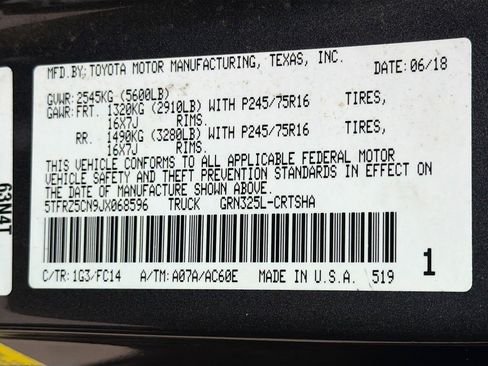 MFD.BY: TOYOTA MOTOR MANUFACTURING, TEXAS, INC.
DATE: 06/18
GVWR: 2545KG (5600LB)
GAWR: FRT. 1320KG (2910LB) WITH P245/75R16 TIRES,
16X7J RIMS.
RR. 1490KG (3280LB) WITH P245/75R16 TIRES,
16X7J RIMS.
THIS VEHICLE CONFORMS TO ALL APPLICABLE FEDERAL MOTOR
VEHICLE SAFETY AND THEFT PREVENTION STANDARDS IN EFFECT ON
THE DATE OF MANUFACTURE SHOWN ABOVE.
5TFRZ5CN9JX068596 TRUCK GRN325L-CRTSHA
C/TR: 1G3/FC14 A/TM: A07A/AC60E MADE IN U.S.A. 519
1
63N4T